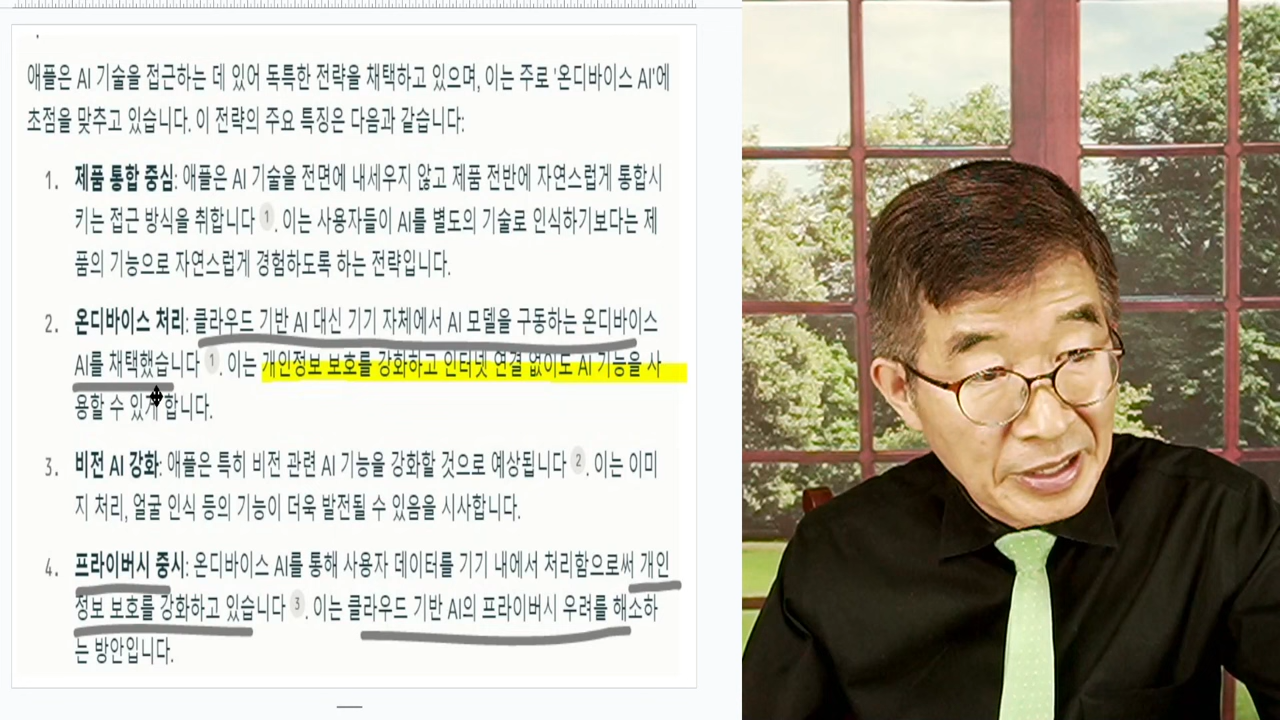 애플은 AI 기술을 접근하는 데 있어 독특한 전략을 채택하고 있으며, 이는 주로 '온디바이스 AI'에
초점을 맞추고 있습니다. 이 전략의 주요 특징은 다음과 같습니다:
1. 제품 통합 중심: 애플은 AI 기술을 전면에 내세우지 않고 제품 전반에 자연스럽게 통합시
키는 접근 방식을 취합니다 1. 이는 사용자들이 AI를 별도의 기술로 인식하기보다는 제
품의 기능으로 자연스럽게 경험하도록 하는 전략입니다.
2. 온디바이스 처리: 클라우드 기반 AI 대신 기기 자체에서 AI 모델을 구동하는 온디바이스
AI를 채택했습니다 1. 이는 개인정보 보호를 강화하고 인터넷 연결 없이도 AI 기능을 사
용할 수 있게 합니다.
3. 비전 AI 강화: 애플은 특히 비전 관련 AI 기능을 강화할 것으로 예상됩니다 2. 이는 이미
지 처리, 얼굴 인식 등의 기능이 더욱 발전될 수 있음을 시사합니다.
4. 프라이버시 중시: 온디바이스 AI를 통해 사용자 데이터를 기기 내에서 처리함으로써 개인
정보 보호를 강화하고 있습니다 3. 이는 클라우드 기반 AI의 프라이버시 우려를 해소하
는 방안입니다.